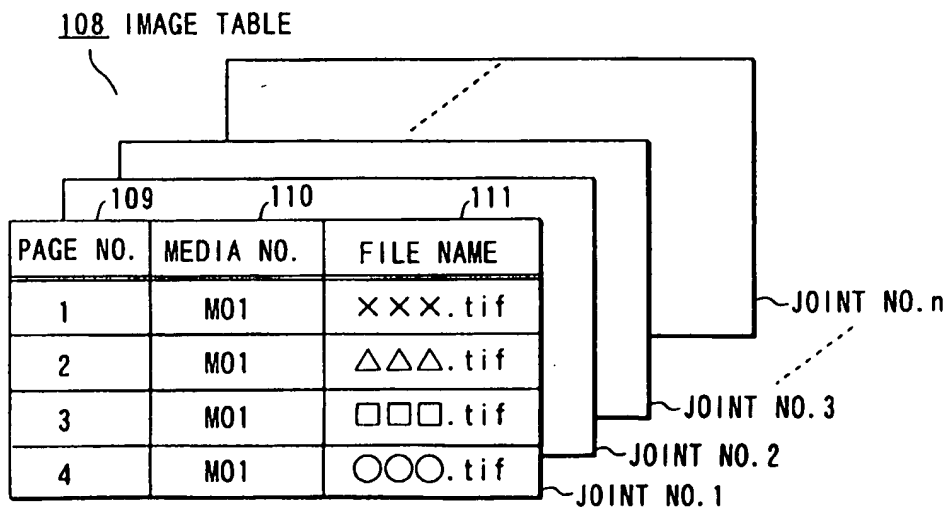 108 IMAGE TABLE
109 110 111
PAGE NO. MEDIA NO. FILE NAME
1 M01 ×××.tif
2 M01 △△△.tif
3 M01 □□□.tif
4 M01 ○○○.tif
JOINT NO.n
JOINT NO.3
JOINT NO.2
JOINT NO.1